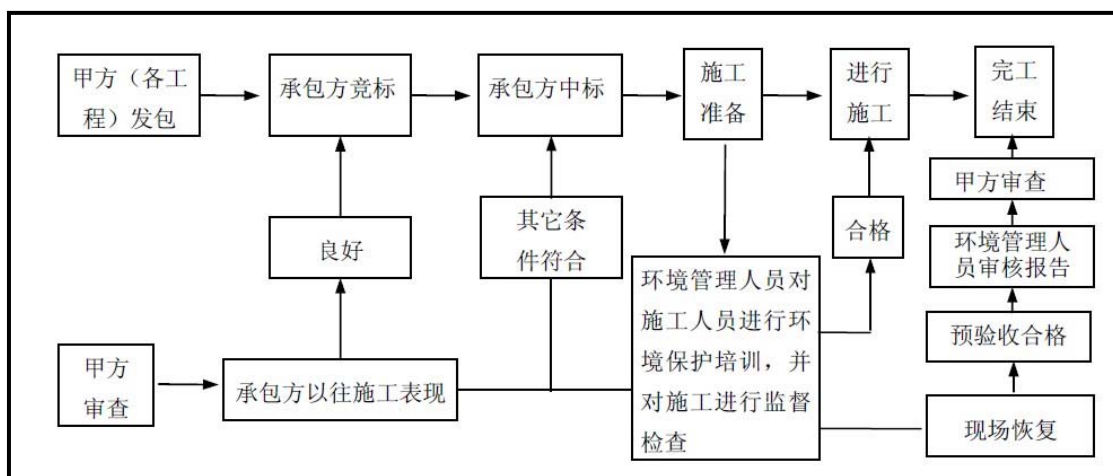 甲方（各工
程）发包
承包方竞标
承包方中标
施工
准备
进行
施工
完工
结束
甲方审查
其它条
件符合
合格
良好
环境管理人
员审核报告
环境管理人员对
施工人员进行环
境保护培训，并
对施工进行监督
检查
预验收合格
甲方
审查
承包方以往施工表现
现场恢复